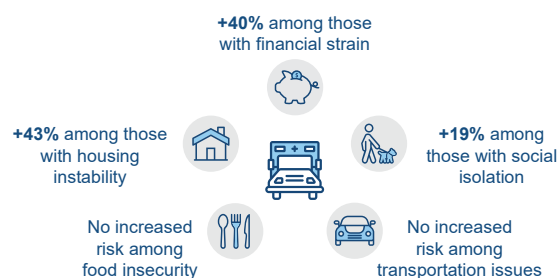 +40% among those
with financial strain
+43% among those
with housing
instability
+19% among
those with social
isolation
No increased
risk among
food insecurity
No increased
risk among
transportation issues